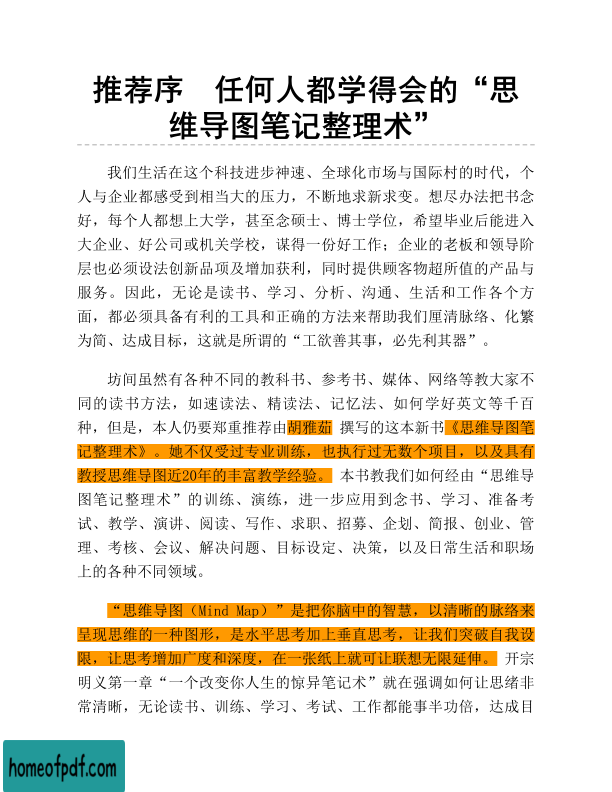 推荐序　任何人都学得会的“思
维导图笔记整理术”
我们生活在这个科技进步神速、全球化市场与国际村的时代，个
人与企业都感受到相当大的压力，不断地求新求变。想尽办法把书念
好，每个人都想上大学，甚至念硕士、博士学位，希望毕业后能进入
大企业、好公司或机关学校，谋得一份好工作；企业的老板和领导阶
层也必须设法创新品项及增加获利，同时提供顾客物超所值的产品与
服务。因此，无论是读书、学习、分析、沟通、生活和工作各个方
面，都必须具备有利的工具和正确的方法来帮助我们厘清脉络、化繁
为简、达成目标，这就是所谓的“工欲善其事，必先利其器”。
坊间虽然有各种不同的教科书、参考书、媒体、网络等教大家不
同的读书方法，如速读法、精读法、记忆法、如何学好英文等千百
种，但是，本人仍要郑重推荐由胡雅茹 撰写的这本新书《思维导图笔
记整理术》。她不仅受过专业训练，也执行过无数个项目，以及具有
教授思维导图近20年的丰富教学经验。 本书教我们如何经由“思维导
图笔记整理术”的训练、演练，进一步应用到念书、学习、准备考
试、教学、演讲、阅读、写作、求职、招募、企划、简报、创业、管
理、考核、会议、解决问题、目标设定、决策，以及日常生活和职场
上的各种不同领域。
“思维导图（Mind Map）”是把你脑中的智慧，以清晰的脉络来
呈现思维的一种图形，是水平思考加上垂直思考，让我们突破自我设
限，让思考增加广度和深度，在一张纸上就可让联想无限延伸。 开宗
明义第一章“一个改变你人生的惊异笔记术”就在强调如何让思绪非
常清晰，无论读书、训练、学习、考试、工作都能事半功倍，达成目
homeofpdf.com